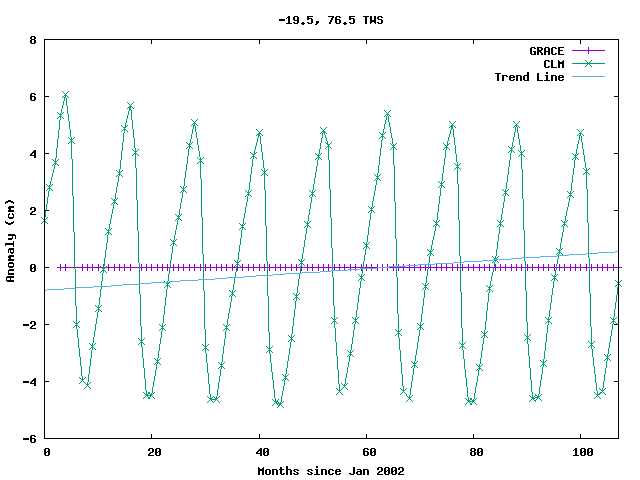 -19.5, 76.5 TWS
GRACE
CLM
Trend Line
8
6
4
2
0
-2
-4
-6
Anomaly (cm)
0 20 40 60 80 100
Months since Jan 2002